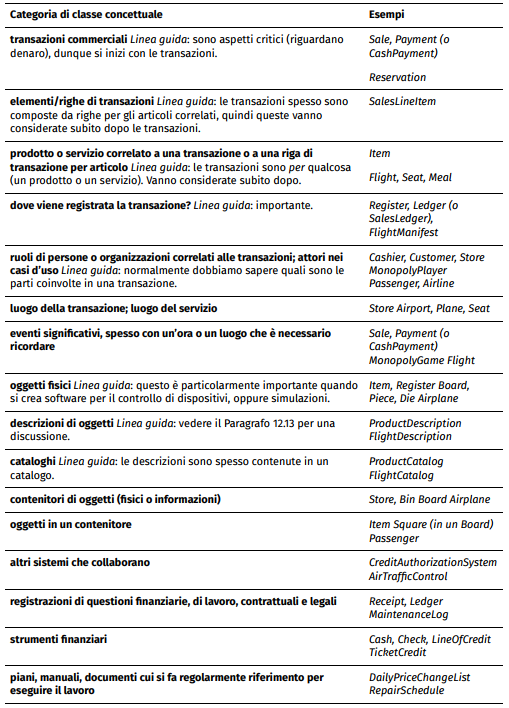 Categoria di classe concettuale Esempi
transazioni commerciali Linea guida: sono aspetti critici (riguardano Sale, Payment (o
denaro), dunque si inizi con le transazioni. CashPayment)
Reservation
elementi/righe di transazioni Linea guida: le transazioni spesso sono SalesLineItem
composte da righe per gli articoli correlati, quindi queste vanno
considerate subito dopo le transazioni.
prodotto o servizio correlato a una transazione o a una riga di Item
transazione per articolo Linea guida: le transazioni sono per qualcosa
(un prodotto o un servizio). Vanno considerate subito dopo. Flight, Seat, Meal
dove viene registrata la transazione? Linea guida: importante. Register, Ledger (o
SalesLedger),
FlightManifest
ruoli di persone o organizzazioni correlati alle transazioni; attori nei Cashier, Customer, Store
casi d'uso Linea guida: normalmente dobbiamo sapere quali sono le MonopolyPlayer
parti coinvolte in una transazione. Passenger, Airline
luogo della transazione; luogo del servizio Store Airport, Plane, Seat
eventi significativi, spesso con un'ora o un luogo che è necessario Sale, Payment (o
ricordare CashPayment)
MonopolyGame Flight
oggetti fisici Linea guida: questo è particolarmente importante quando Item, Register Board,
si crea software per il controllo di dispositivi, oppure simulazioni. Piece, Die Airplane
descrizioni di oggetti Linea guida: vedere il Paragrafo 12.13 per una ProductDescription
discussione. FlightDescription
cataloghi Linea guida: le descrizioni sono spesso contenute in un ProductCatalog
catalogo. FlightCatalog
contenitori di oggetti (fisici o informazioni) Store, Bin Board Airplane
oggetti in un contenitore Item Square (in un Board)
Passenger
altri sistemi che collaborano CreditAuthorizationSystem
AirTrafficControl
registrazioni di questioni finanziarie, di lavoro, contrattuali e legali Receipt, Ledger
MaintenanceLog
strumenti finanziari Cash, Check, LineOfCredit
TicketCredit
piani, manuali, documenti cui si fa regolarmente riferimento per DailyPriceChangeList
eseguire il lavoro RepairSchedule